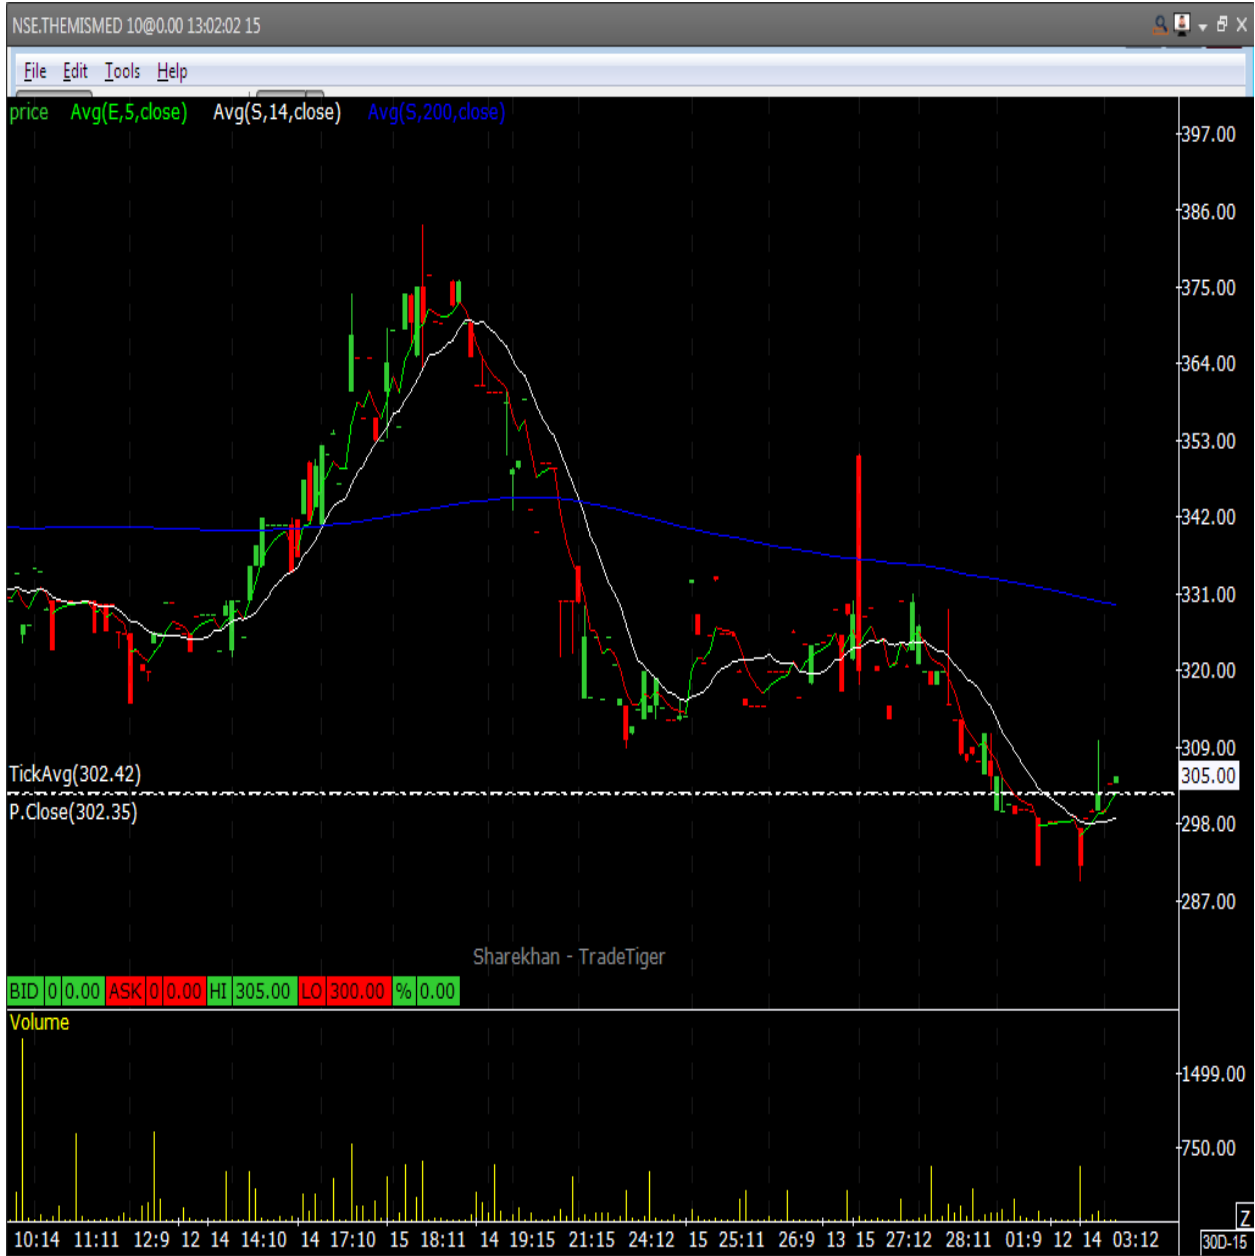 NSE.THEMISMED 10@0.00 13:02:02 15
File Edit Tools Help
price Avg(E,5,close) Avg(S,14,close) Avg(S,200,close)
397.00
386.00
375.00
364.00
353.00
342.00
331.00
320.00
309.00
TickAvg(302.42)
305.00
P.Close(302.35)
298.00
287.00
Sharekhan - TradeTiger
BID 0 0.00 ASK 0 0.00 HI 305.00 LO 300.00 % 0.00
Volume
1499.00
750.00
Z
10:14 11:11 12:9 12 14 14:10 14 17:10 15 18:11 14 19:15 21:15 24:12 15 25:11 26:9 13 15 27:12 28:11 01:9 12 14 03:12 30D-15